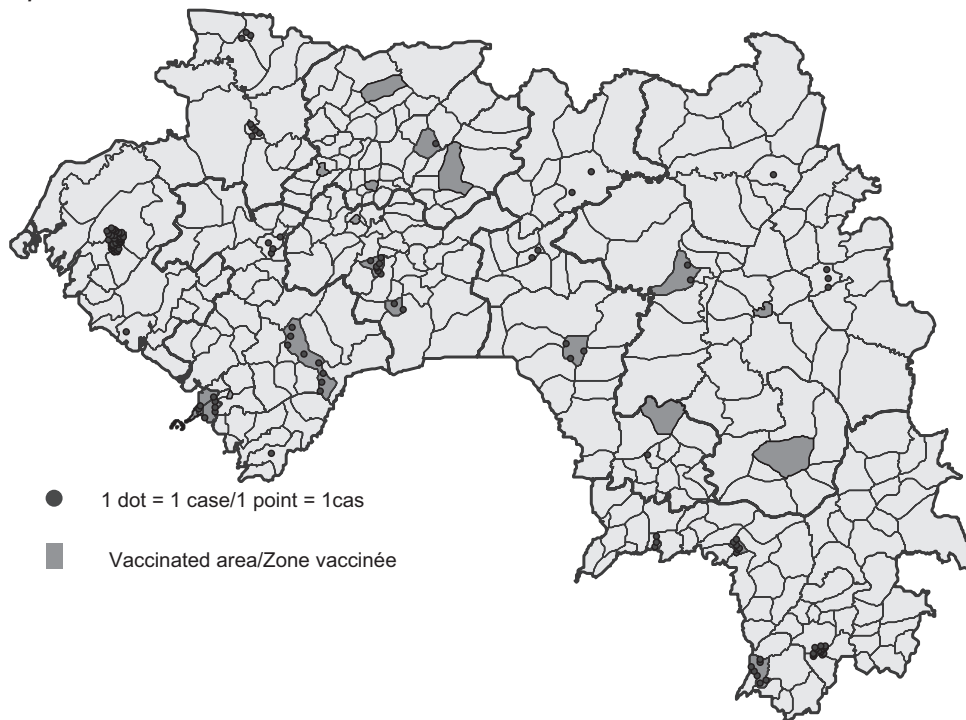 1 dot = 1 case/1 point = 1cas
Vaccinated area/Zone vaccinée